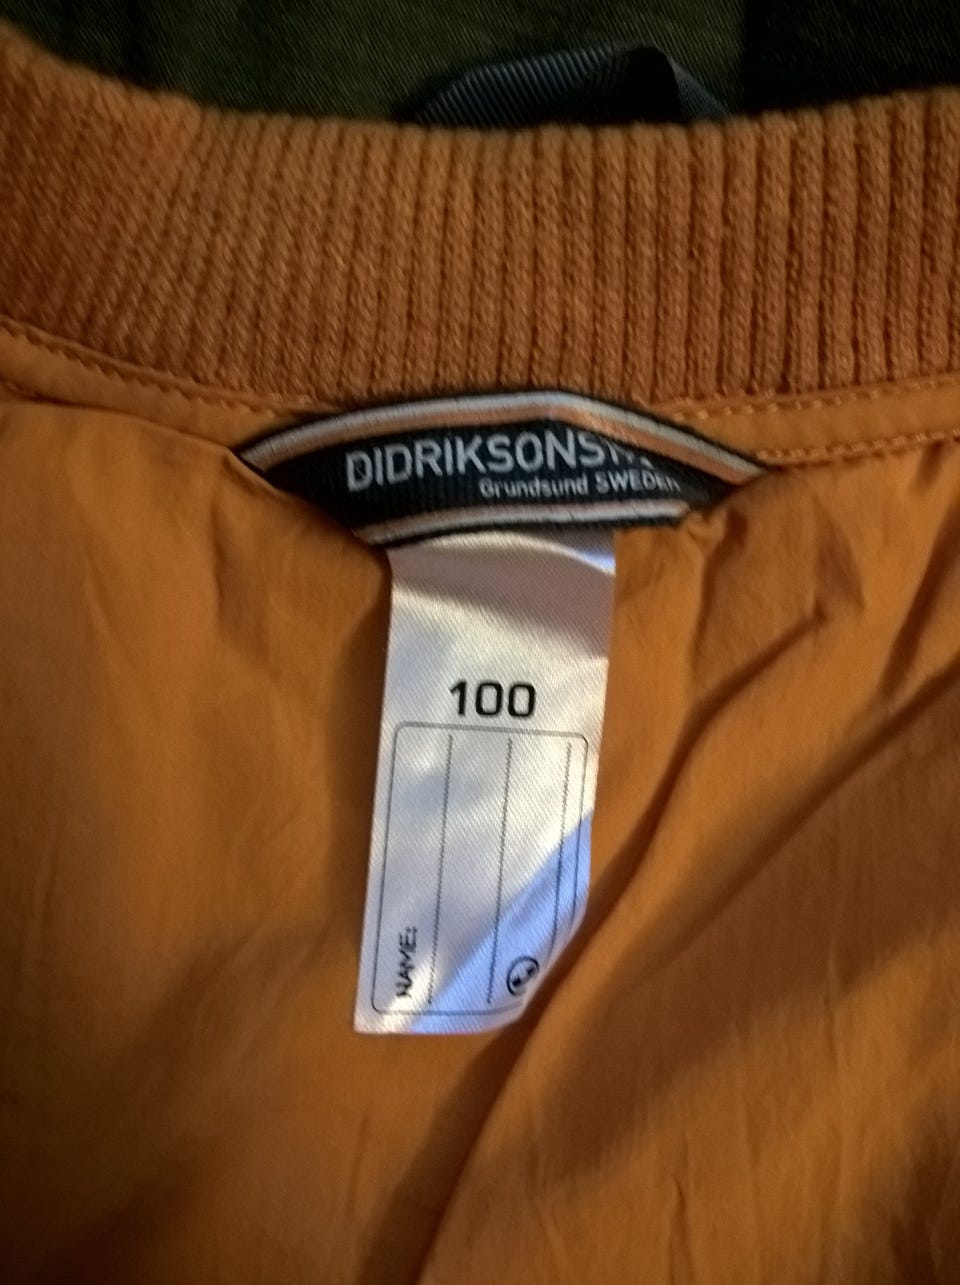 DIDRIKSONS
Grundsund SWEDEN
100
NAME: